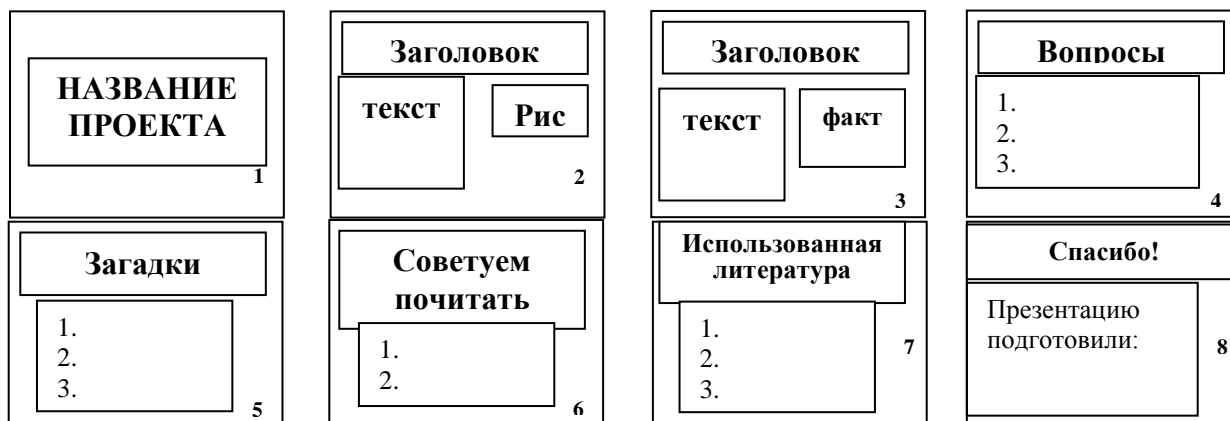 НАЗВАНИЕ
ПРОЕКТА
1
Заголовок
текст
Рис
2
Заголовок
текст
факт
3
Вопросы
1.
2.
3.
4
Загадки
1.
2.
3.
5
Советуем
почитать
1.
2.
6
Использованная
литература
1.
2.
3.
7
Спасибо!
Презентацию
подготовили:
8